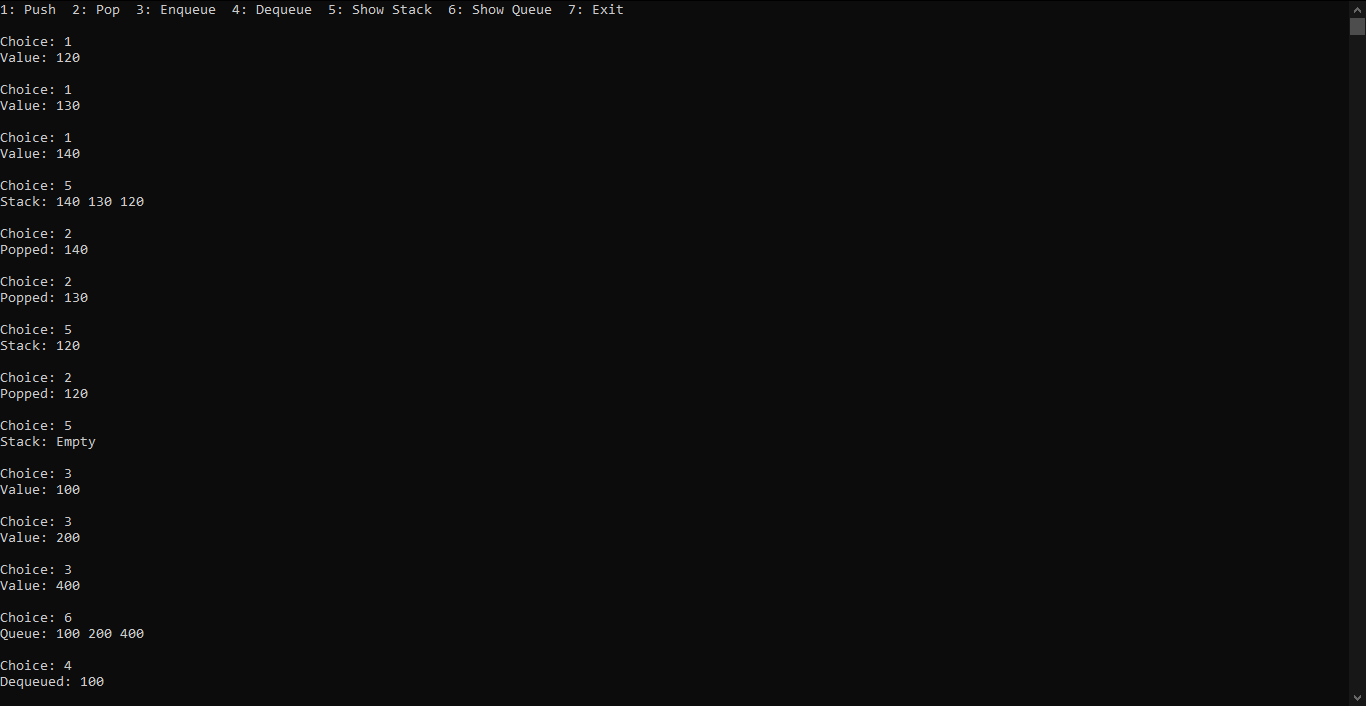 1: Push  2: Pop  3: Enqueue  4: Dequeue  5: Show Stack  6: Show Queue  7: Exit
Choice: 1
Value: 120
Choice: 1
Value: 130
Choice: 1
Value: 140
Choice: 5
Stack: 140 130 120
Choice: 2
Popped: 140
Choice: 2
Popped: 130
Choice: 5
Stack: 120
Choice: 2
Popped: 120
Choice: 5
Stack: Empty
Choice: 3
Value: 100
Choice: 3
Value: 200
Choice: 3
Value: 400
Choice: 6
Queue: 100 200 400
Choice: 4
Dequeued: 100